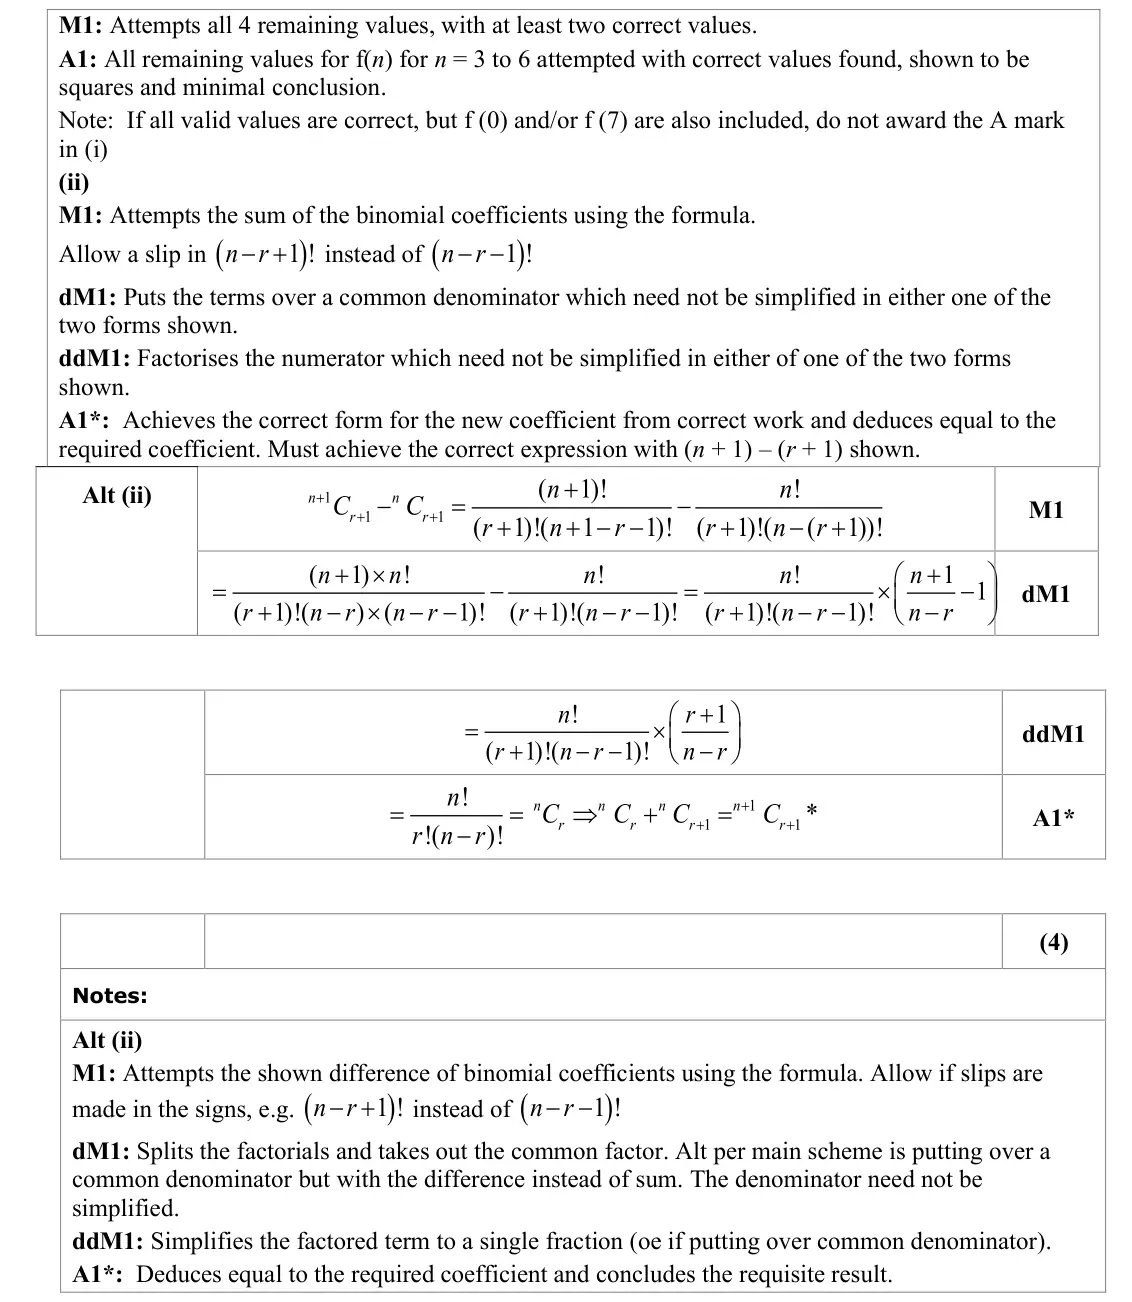 M1: Attempts all 4 remaining values, with at least two correct values.
A1: All remaining values for f(n) for n = 3 to 6 attempted with correct values found, shown to be
squares and minimal conclusion.
Note: If all valid values are correct, but f (0) and/or f (7) are also included, do not award the A mark
in (i)
(ii)
M1: Attempts the sum of the binomial coefficients using the formula.
Allow a slip in (n−r+1)! instead of (n−r−1)!
dM1: Puts the terms over a common denominator which need not be simplified in either one of the
two forms shown.
ddM1: Factorises the numerator which need not be simplified in either of one of the two forms
shown.
A1*: Achieves the correct form for the new coefficient from correct work and deduces equal to the
required coefficient. Must achieve the correct expression with (n + 1) – (r + 1) shown.
Alt (ii) ⁿ⁺¹C_{r+1} − ⁿC_{r+1} = (n+1)! / ((r+1)!(n+1−r−1)!) − n! / ((r+1)!(n−(r+1))!) M1
= (n+1)×n! / ((r+1)!(n−r)×(n−r−1)!) − n! / ((r+1)!(n−r−1)!) = n! / ((r+1)!(n−r−1)!) × ((n+1)/(n−r) − 1) dM1
= n! / ((r+1)!(n−r−1)!) × ((r+1)/(n−r)) ddM1
= n! / (r!(n−r)!) = ⁿC_r ⇒ ⁿC_r + ⁿC_{r+1} = ⁿ⁺¹C_{r+1} * A1*
(4)
Notes:
Alt (ii)
M1: Attempts the shown difference of binomial coefficients using the formula. Allow if slips are
made in the signs, e.g. (n−r+1)! instead of (n−r−1)!
dM1: Splits the factorials and takes out the common factor. Alt per main scheme is putting over a
common denominator but with the difference instead of sum. The denominator need not be
simplified.
ddM1: Simplifies the factored term to a single fraction (oe if putting over common denominator).
A1*: Deduces equal to the required coefficient and concludes the requisite result.